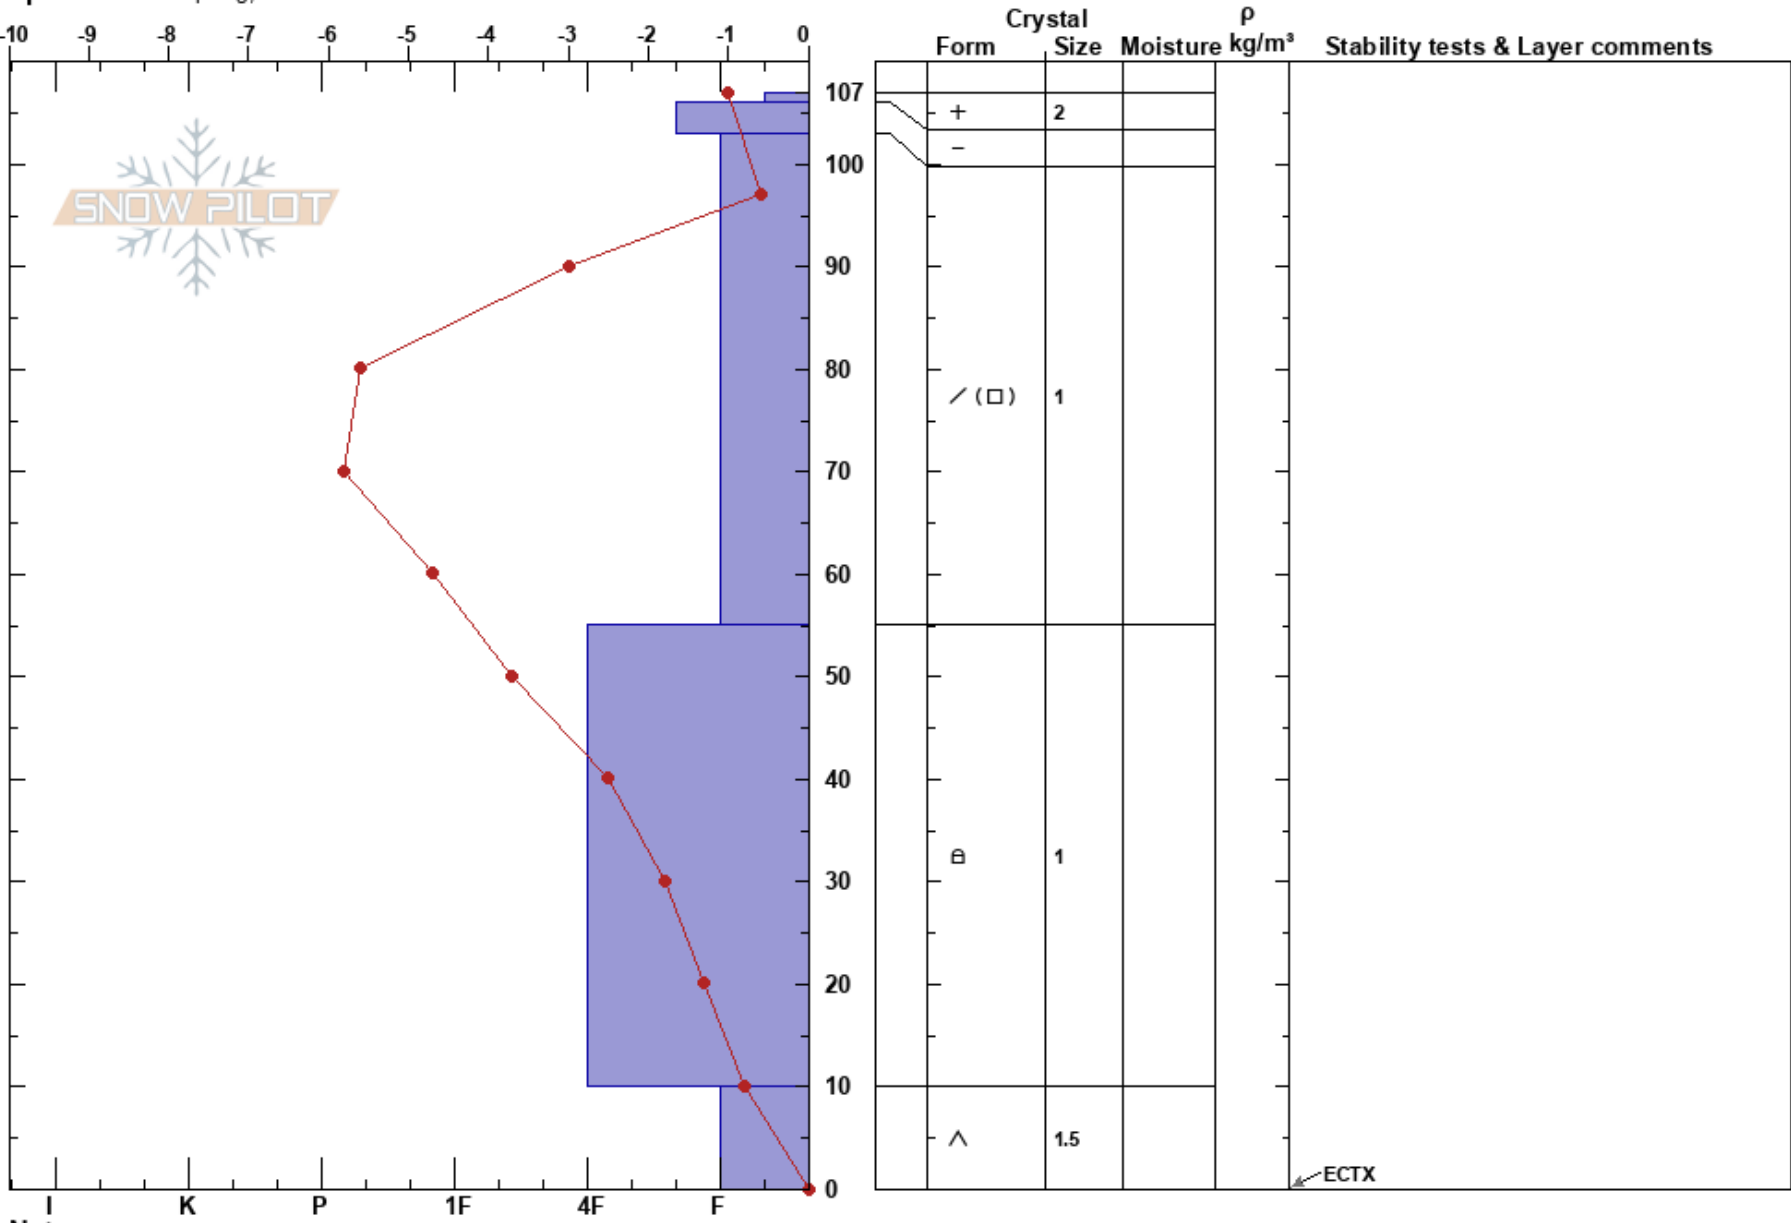 -10 -9 -8 -7 -6 -5 -4 -3 -2 -1 0
Crystal ρ
Form Size Moisture kg/m³ Stability tests & Layer comments
107
+ 2
-
100
SNOW PILOT
90
80
/ (□) 1
70
60
50
40
1
30
20
10
∧ 1.5
ECTX
0
I K P 1F 4F F